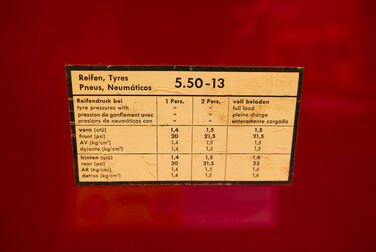 Reifen, Tyres
Pneus, Neumáticos 5.50-13
Reifendruck bei 1 Pers. 2 Pers. voll beladen
tyre pressures with " " full load
pression de gonflement avec " " pleine charge
presiones de neumáticos con " " enteramente cargado
vorn (atü) 1,4 1,5 1,5
front (psi) 20 21,5 21,5
AV (kg/cm²) 1,4 1,5 1,5
delante (kg/cm²) 1,4 1,5 1,5
hinten (atü) 1,4 1,5 1,6
rear (psi) 20 21,5 23
AR (kg/cm²) 1,4 1,5 1,6
detras (kg/cm²) 1,4 1,5 1,6